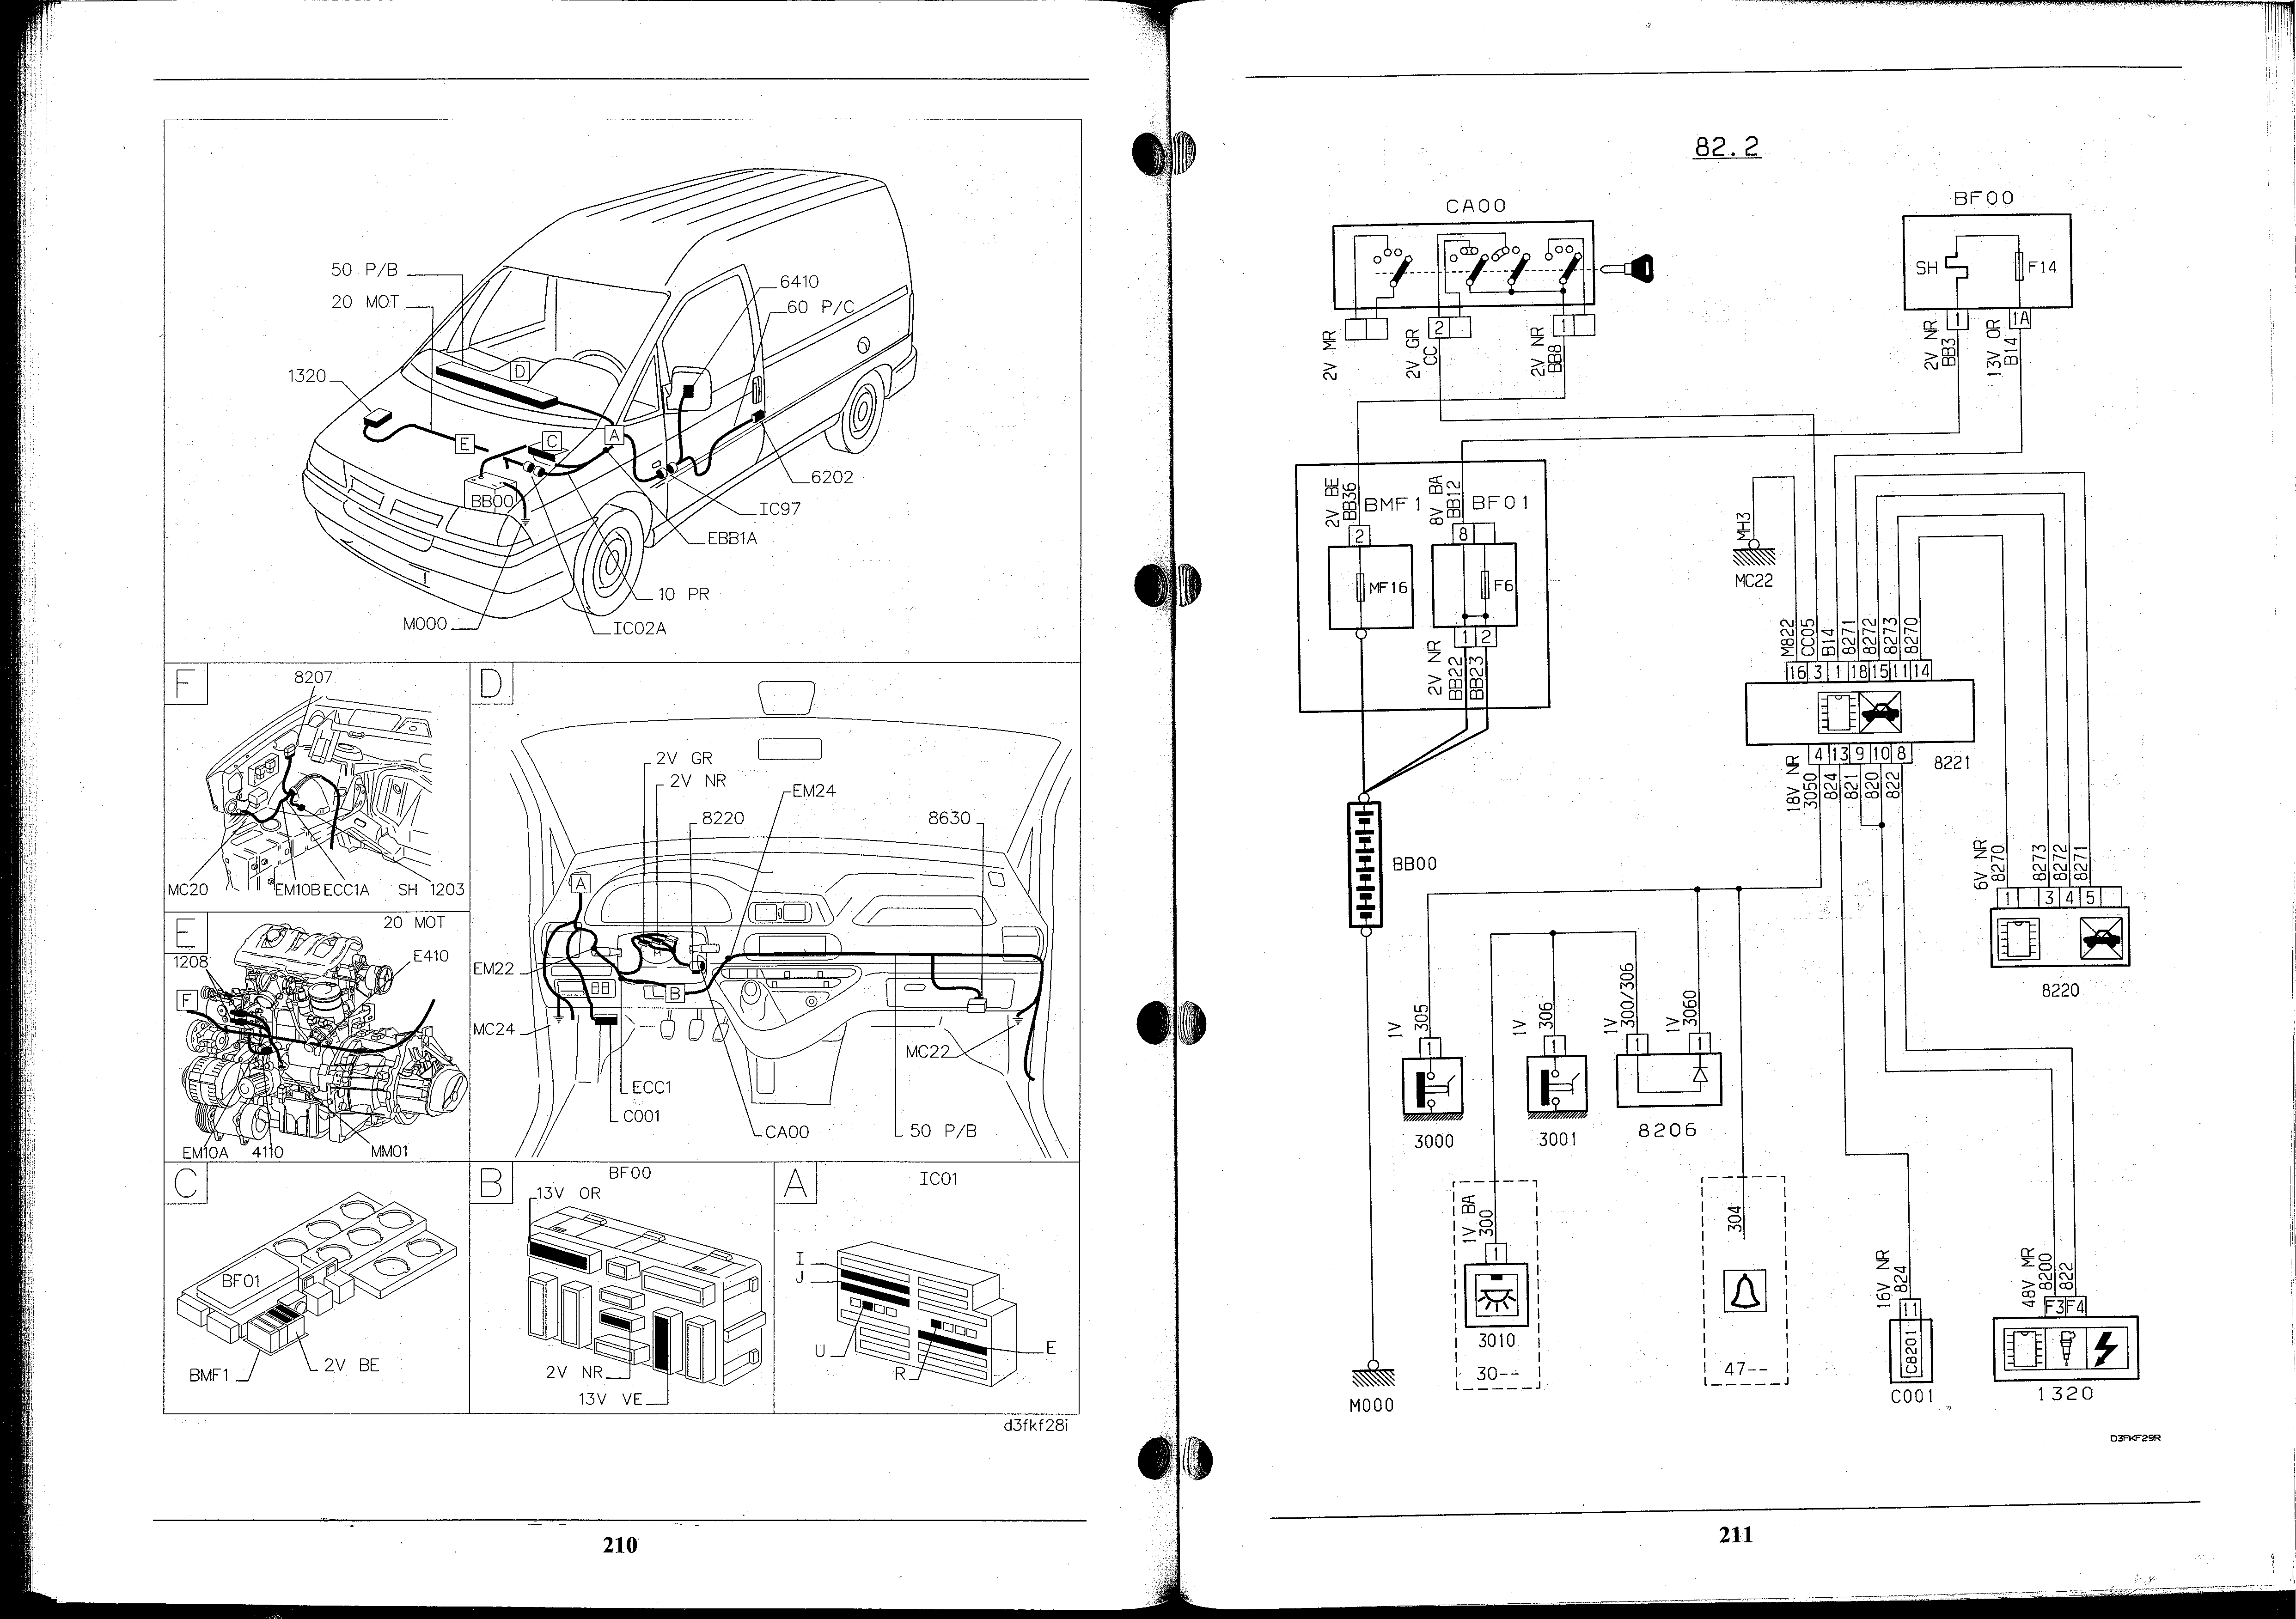 50 P/B
20 MOT
1320
D
6410
60 P/C
E
C
A
BB00
6202
IC97
EBB1A
10 PR
M000
IC02A
F
8207
MC20
EM10B
ECC1A
SH 1203
E
20 MOT
1208
E410
F
EM10A
4110
MM01
D
2V GR
2V NR
EM24
8220
8630
A
M
EM22
B
MC24
MC22
ECC1
C001
CA00
50 P/B
C
BF01
BMF1
2V BE
B
BF00
13V OR
2V NR
13V VE
A
IC01
I
J
U
R
E
d3fkf28i
210
82.2
CA00
2V MR
2
2V GR
CC
1
2V NR
BB8
BF00
SH
F14
1
1A
2V NR
BB3
13V OR
B14
2V BE
BB36
BMF1
8V BA
BB12
BF01
2
8
MF16
F6
1 2
2V NR
BB22
BB23
MH3
MC22
M822
CC05
B14
8271
8272
8273
8270
16 3 1 18 15 11 14
4 13 9 10 8
8221
18V NR
3050
824
821
820
822
BB00
6V NR
8270
8273
8272
8271
1 3 4 5
8220
1V
305
1
3000
1V
306
1
3001
1V
300/306
1
1V
3060
1
8206
1V BA
300
1
3010
30--
304
47--
16V NR
824
11
C8201
C001
48V MR
8200
822
F3 F4
1320
M000
D3FKF29R
211